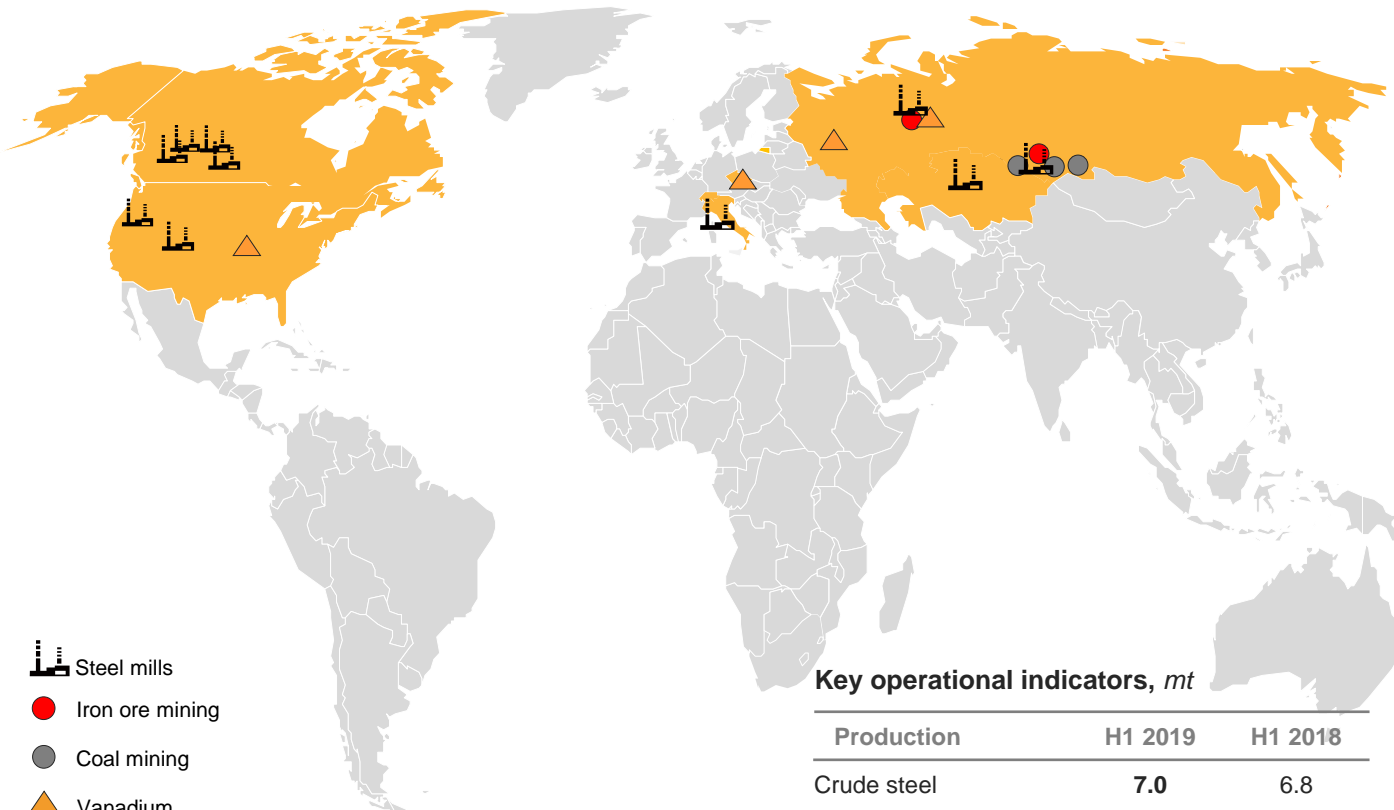 Steel mills
Iron ore mining
Coal mining
Vanadium
Key operational indicators, mt
Production H1 2019 H1 2018
Crude steel 7.0 6.8